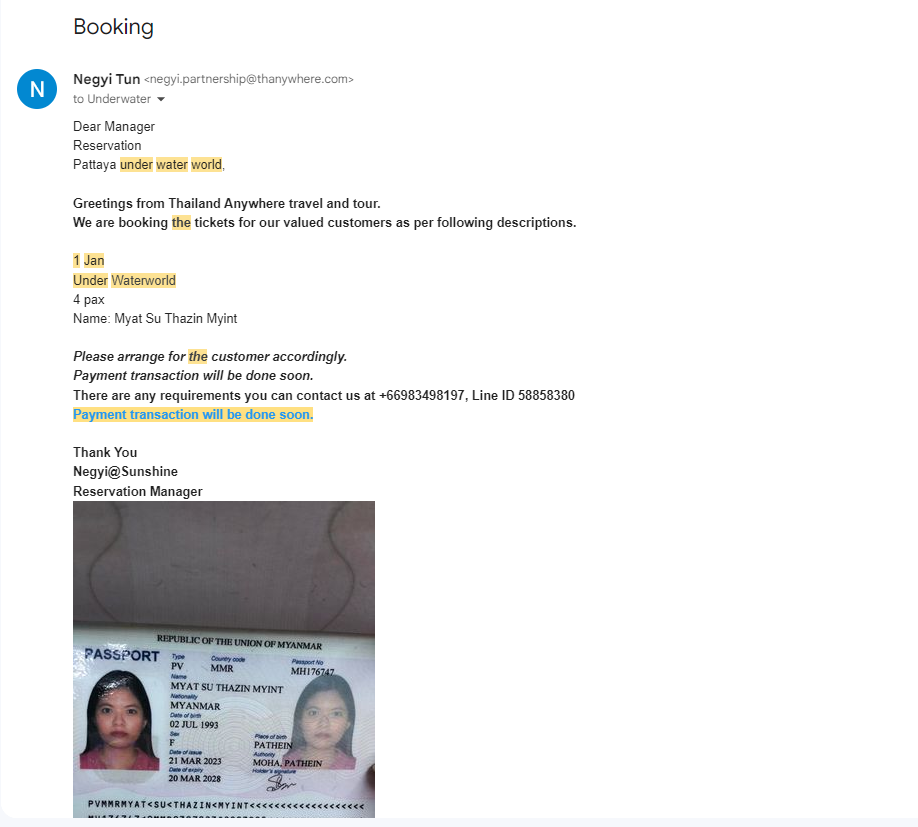 Booking
N
Negyi Tun <negyi.partnership@thanywhere.com>
to Underwater
Dear Manager
Reservation
Pattaya under water world,
Greetings from Thailand Anywhere travel and tour.
We are booking the tickets for our valued customers as per following descriptions.
1 Jan
Under Waterworld
4 pax
Name: Myat Su Thazin Myint
Please arrange for the customer accordingly.
Payment transaction will be done soon.
There are any requirements you can contact us at +66983498197, Line ID 58858380
Payment transaction will be done soon.
Thank You
Negyi@Sunshine
Reservation Manager
REPUBLIC OF THE UNION OF MYANMAR
PASSPORT
Type Country code Passport No
PV MMR MH176747
Name
MYAT SU THAZIN MYINT
Nationality
MYANMAR
Date of birth
02 JUL 1993
Sex Place of birth
F PATHEIN
Date of issue Authority
21 MAR 2023 MOHA, PATHEIN
Date of expiry Holder's signature
20 MAR 2028
PVMMRMYAT<SU<THAZIN<MYINT<<<<<<<<<<<<<<<<<<<